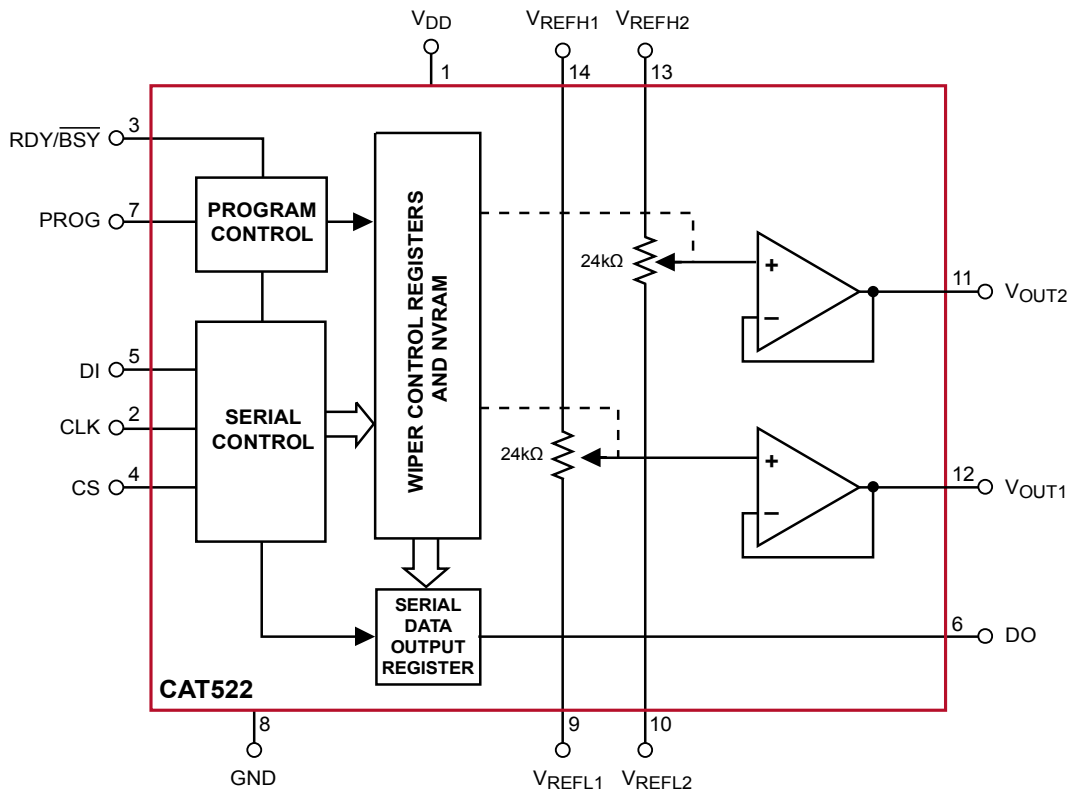 VDD
VREFH1
VREFH2
1
14
13
RDY/BSY
3
PROG
7
PROGRAM
CONTROL
WIPER CONTROL REGISTERS
AND NVRAM
24kΩ
+
−
11
VOUT2
DI
5
CLK
2
CS
4
SERIAL
CONTROL
24kΩ
+
−
12
VOUT1
SERIAL
DATA
OUTPUT
REGISTER
6
DO
CAT522
8
GND
9
10
VREFL1
VREFL2